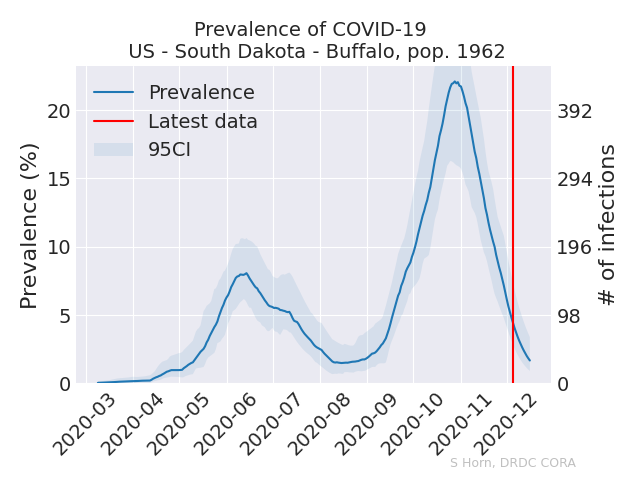 Prevalence of COVID-19
US - South Dakota - Buffalo, pop. 1962
Prevalence
Latest data
95CI
Prevalence (%)
20
15
10
5
0
392
294
196
98
0
# of infections
2020-03
2020-04
2020-05
2020-06
2020-07
2020-08
2020-09
2020-10
2020-11
2020-12
S Horn, DRDC CORA